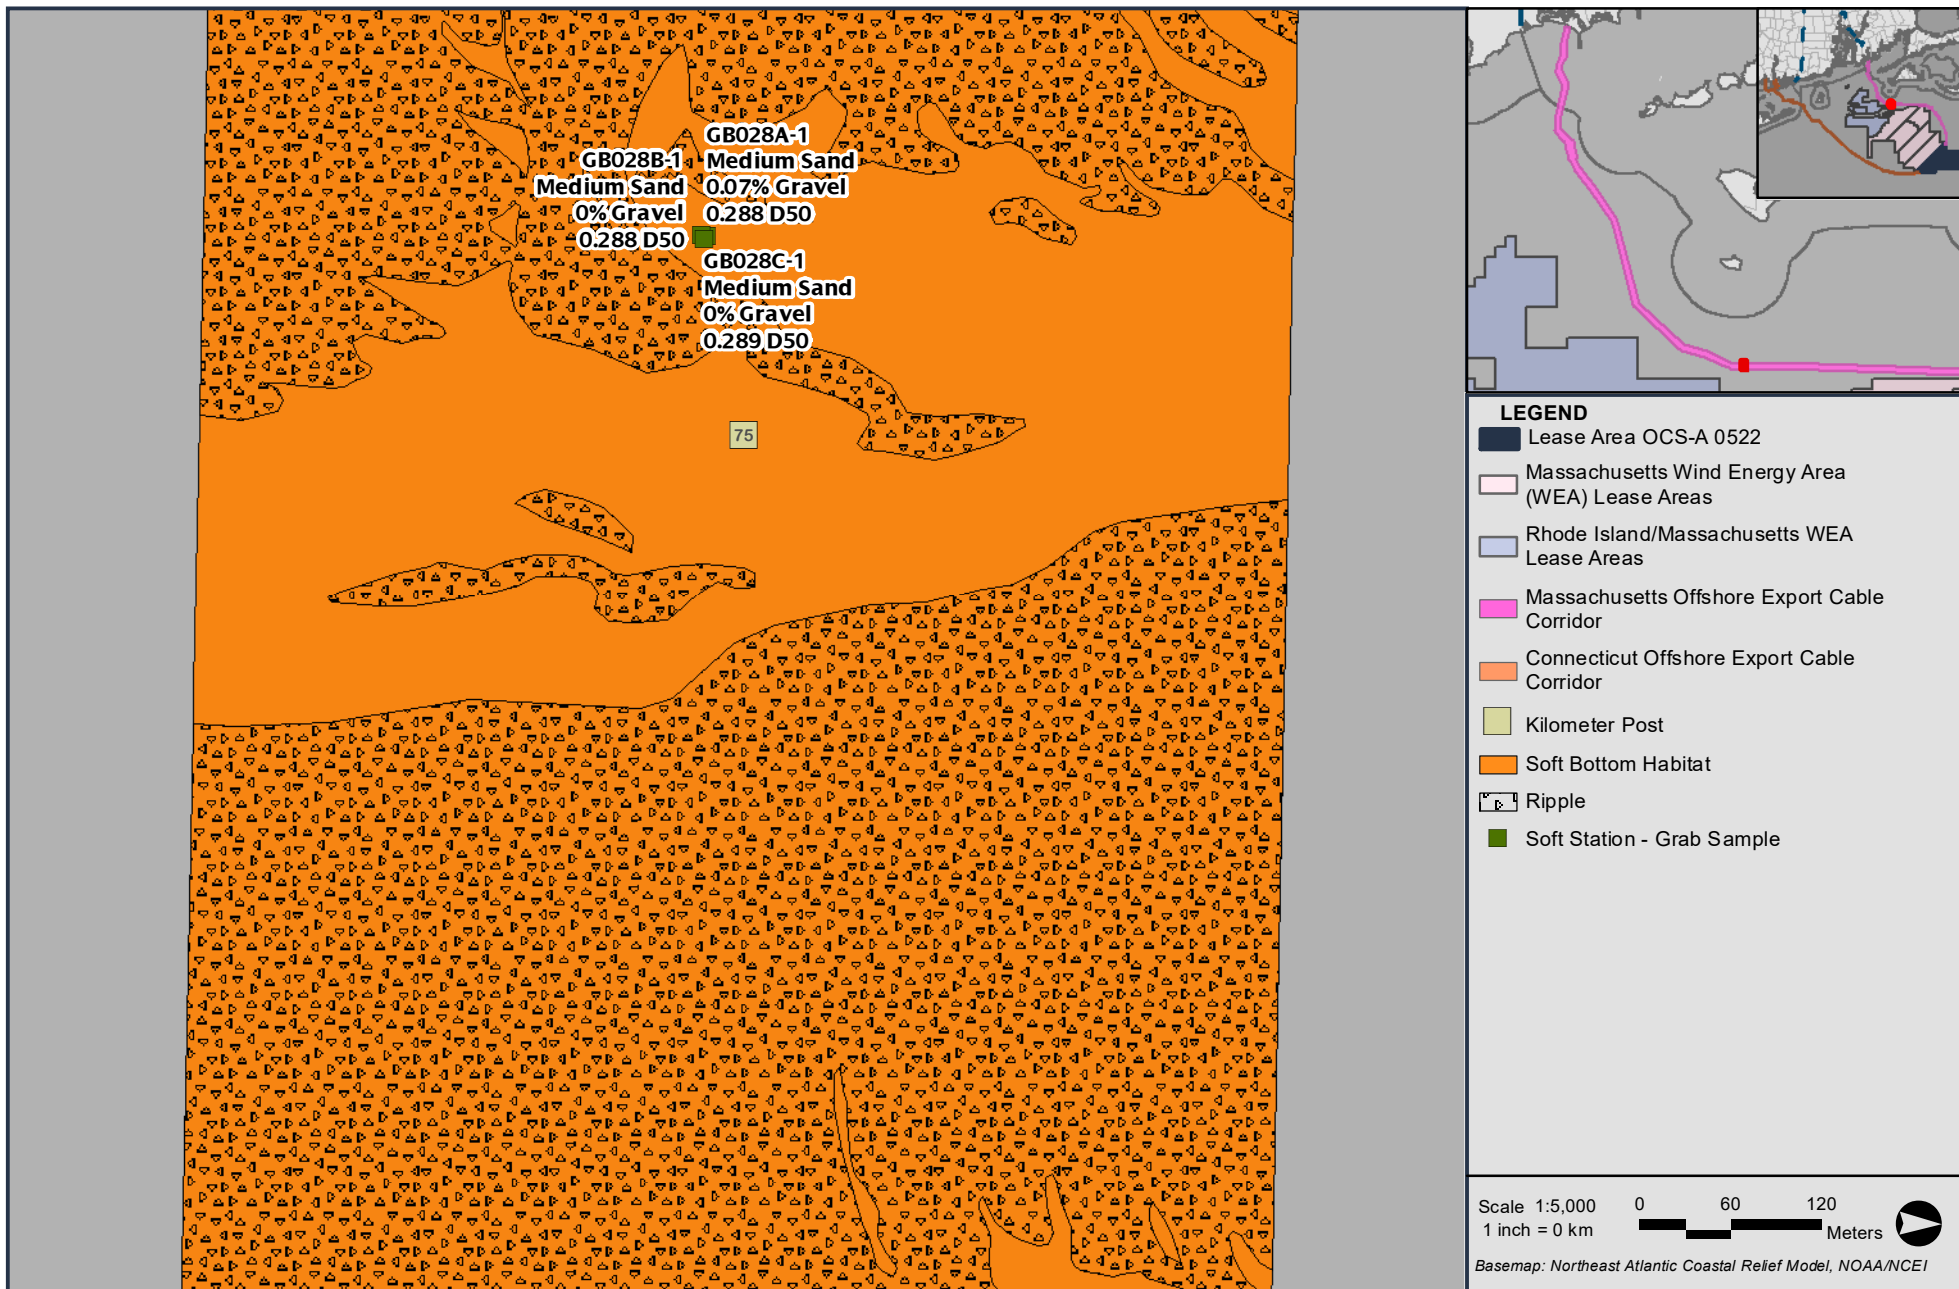 GB028A-1
Medium Sand
0.07% Gravel
0.288 D50
GB028B-1
Medium Sand
0% Gravel
0.288 D50
GB028C-1
Medium Sand
0% Gravel
0.289 D50
75
LEGEND
Lease Area OCS-A 0522
Massachusetts Wind Energy Area
(WEA) Lease Areas
Rhode Island/Massachusetts WEA
Lease Areas
Massachusetts Offshore Export Cable
Corridor
Connecticut Offshore Export Cable
Corridor
Kilometer Post
Soft Bottom Habitat
Ripple
Soft Station - Grab Sample
Scale 1:5,000
1 inch = 0 km
0 60 120
Meters
Basemap: Northeast Atlantic Coastal Relief Model, NOAA/NCEI